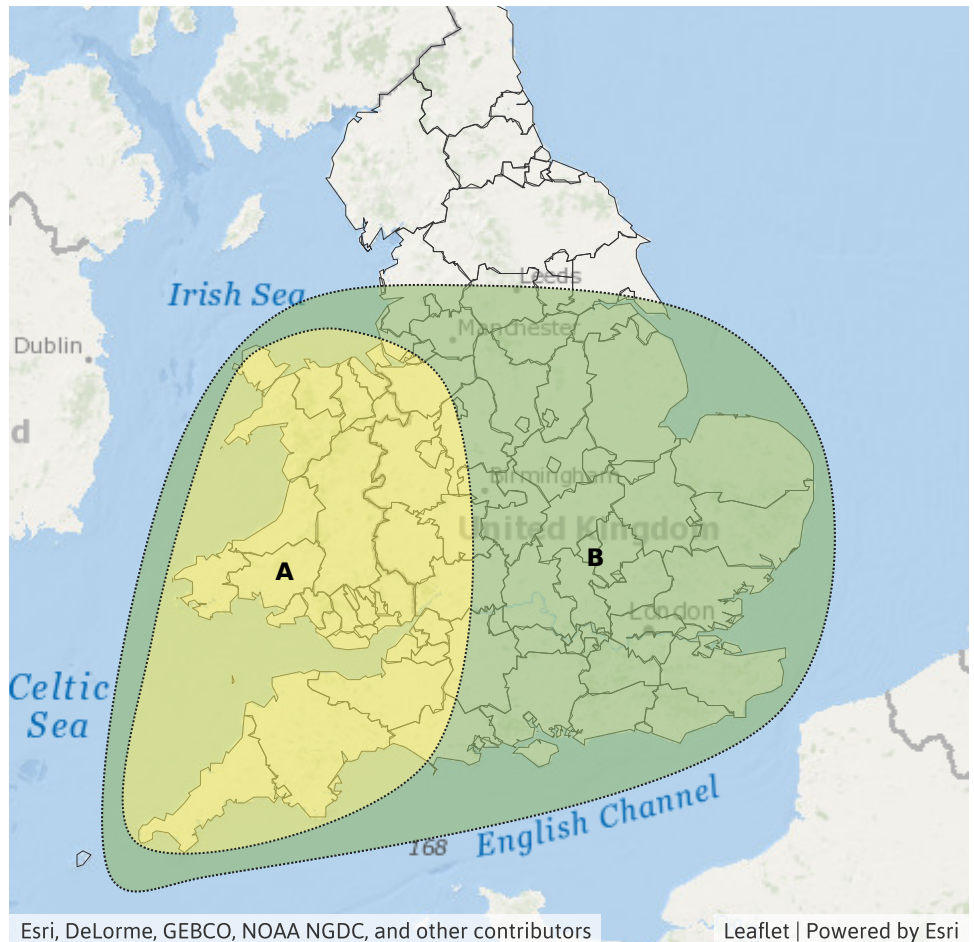 Leeds
Irish Sea
Manchester
Dublin
d
Birmingham
United Kingdom
A
B
London
Celtic
Sea
English Channel
168
Esri, DeLorme, GEBCO, NOAA NGDC, and other contributors
Leaflet | Powered by Esri